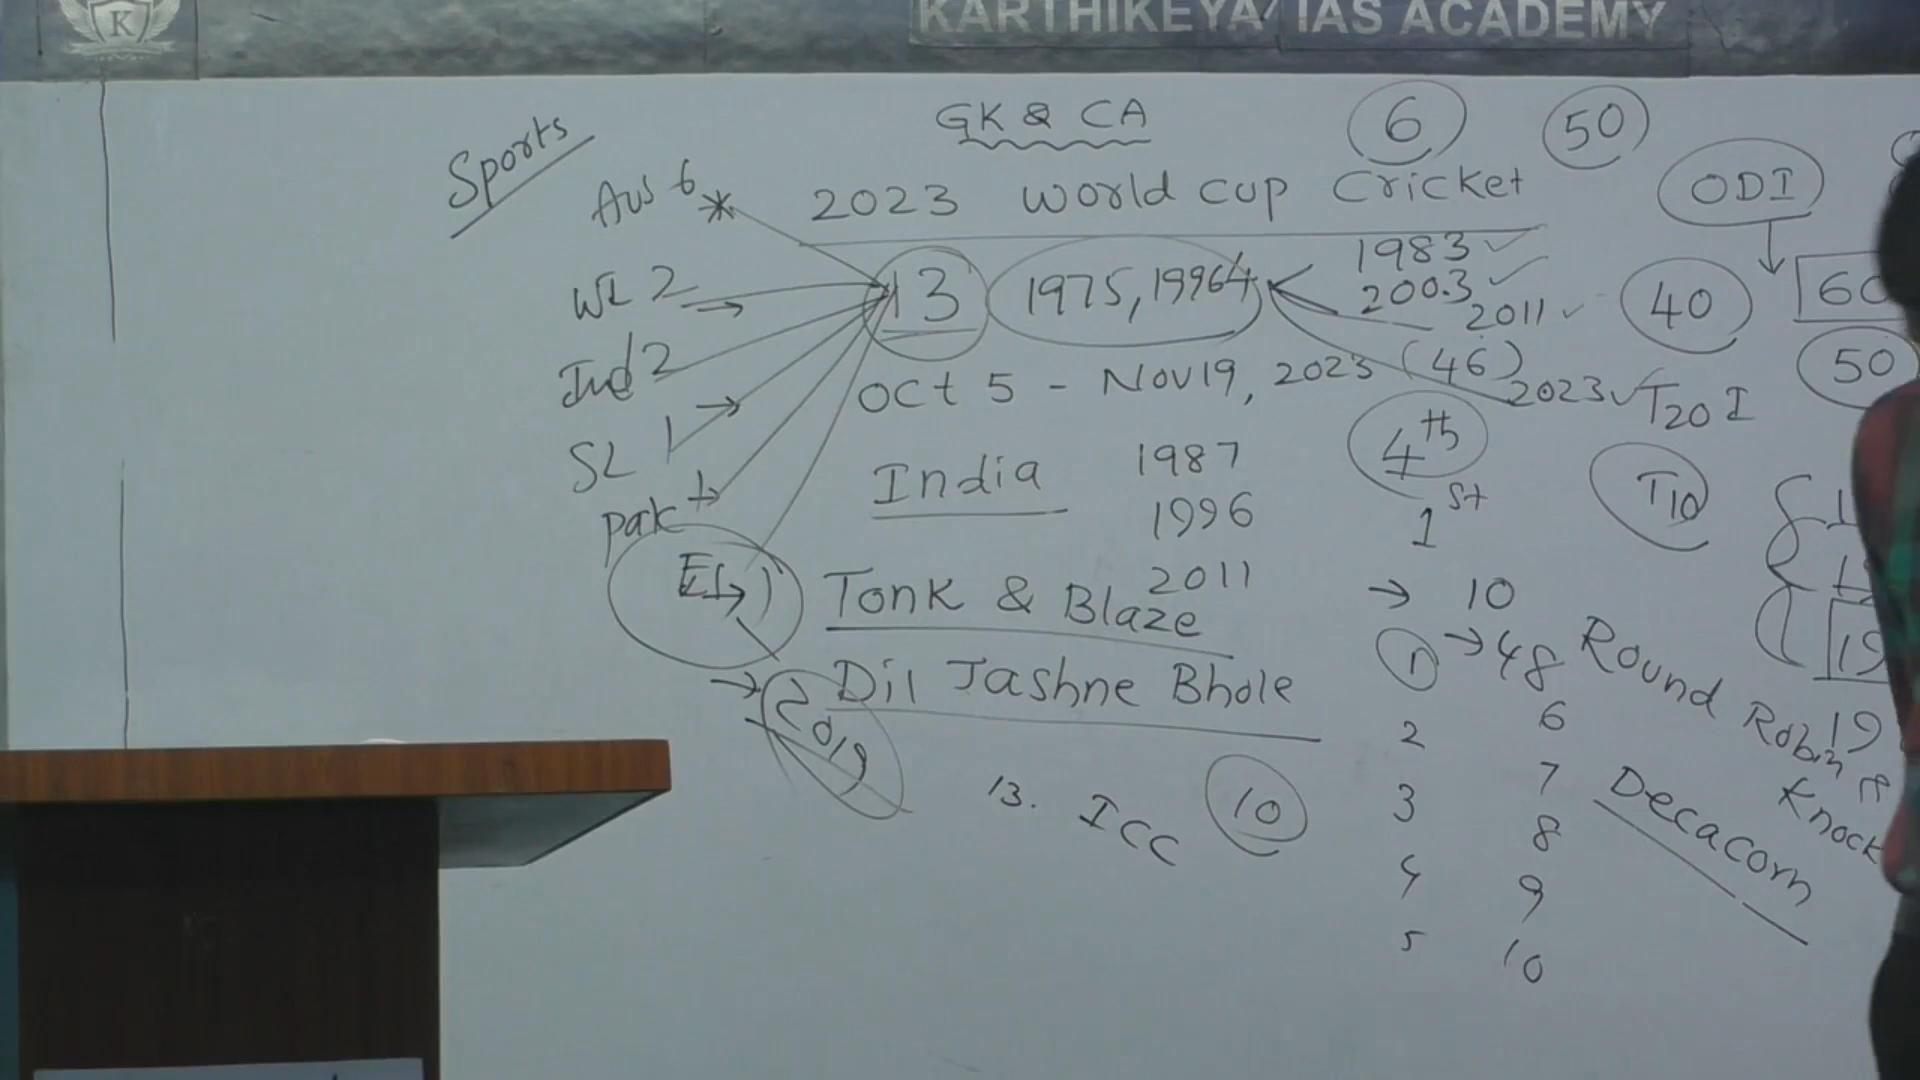 K
KARTHIKEYA IAS ACADEMY
GK & CA
6
50
Sports
Aus 6 *
2023 World cup Cricket
ODI
WI 2
13
1975, 1996
1983 ✓
2003 ✓
2011 ✓
40
60
Ind 2
Oct 5 - Nov 19, 2023 (46)
2023 ✓
T20 I
50
SL 1
India
1987
4th
T10
Pak 1
1996
1st
2011
Tonk & Blaze
→ 10
1 → 48
Round Robin
Knock
→ Dil Jashne Bhole
2019
2
6
19
3
7
Decacorn
13. ICC
10
4
8
5
9
10